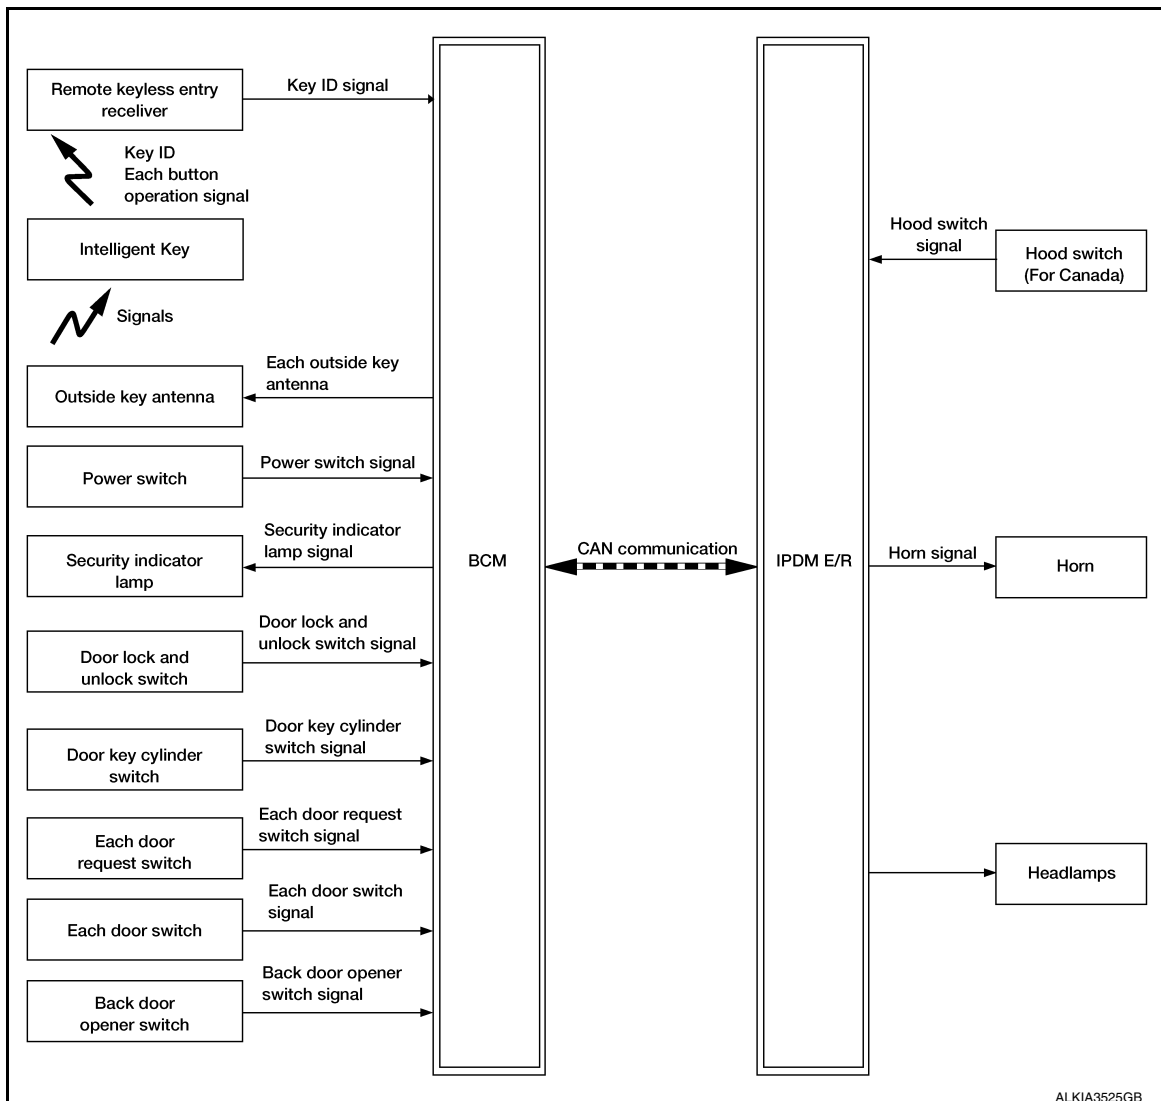 Remote keyless entry
receliver
Key ID signal
Key ID
Each button
operation signal
Intelligent Key
Signals
Outside key antenna
Each outside key
antenna
Power switch
Power switch signal
Security indicator
lamp
Security indicator
lamp signal
Door lock and
unlock switch
Door lock and
unlock switch signal
Door key cylinder
switch
Door key cylinder
switch signal
Each door
request switch
Each door request
switch signal
Each door switch
Each door switch
signal
Back door
opener switch
Back door opener
switch signal
BCM
CAN communication
IPDM E/R
Hood switch
signal
Hood switch
(For Canada)
Horn signal
Horn
Headlamps
ALKIA3525GB